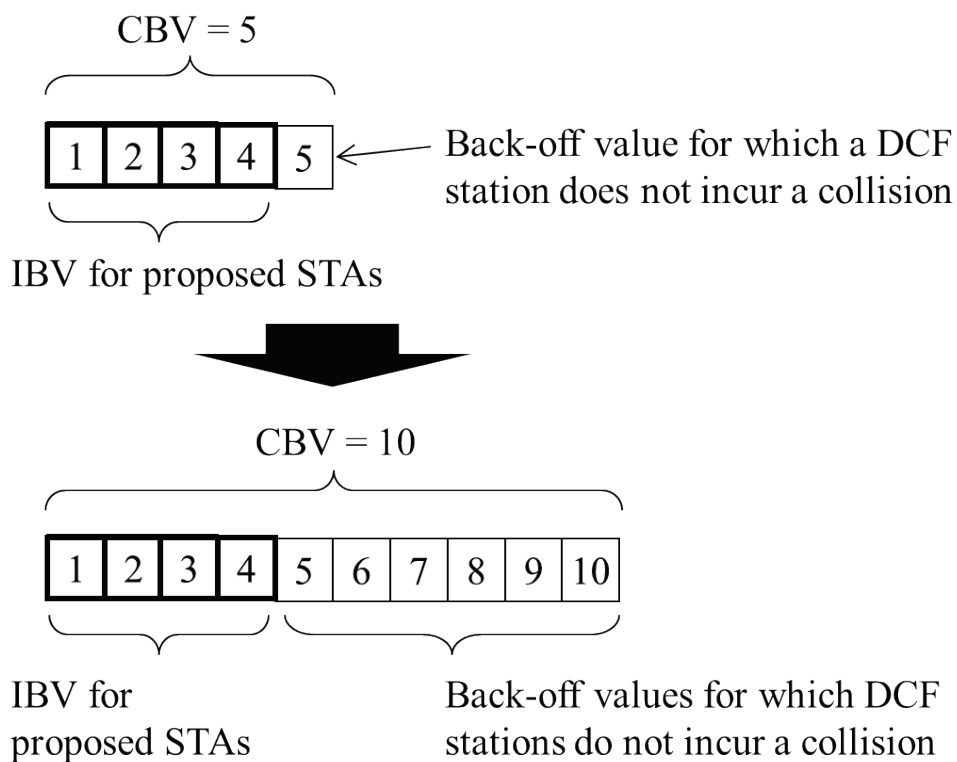 CBV = 5
1 2 3 4 5
Back-off value for which a DCF
station does not incur a collision
IBV for proposed STAs
CBV = 10
1 2 3 4 5 6 7 8 9 10
IBV for
proposed STAs
Back-off values for which DCF
stations do not incur a collision